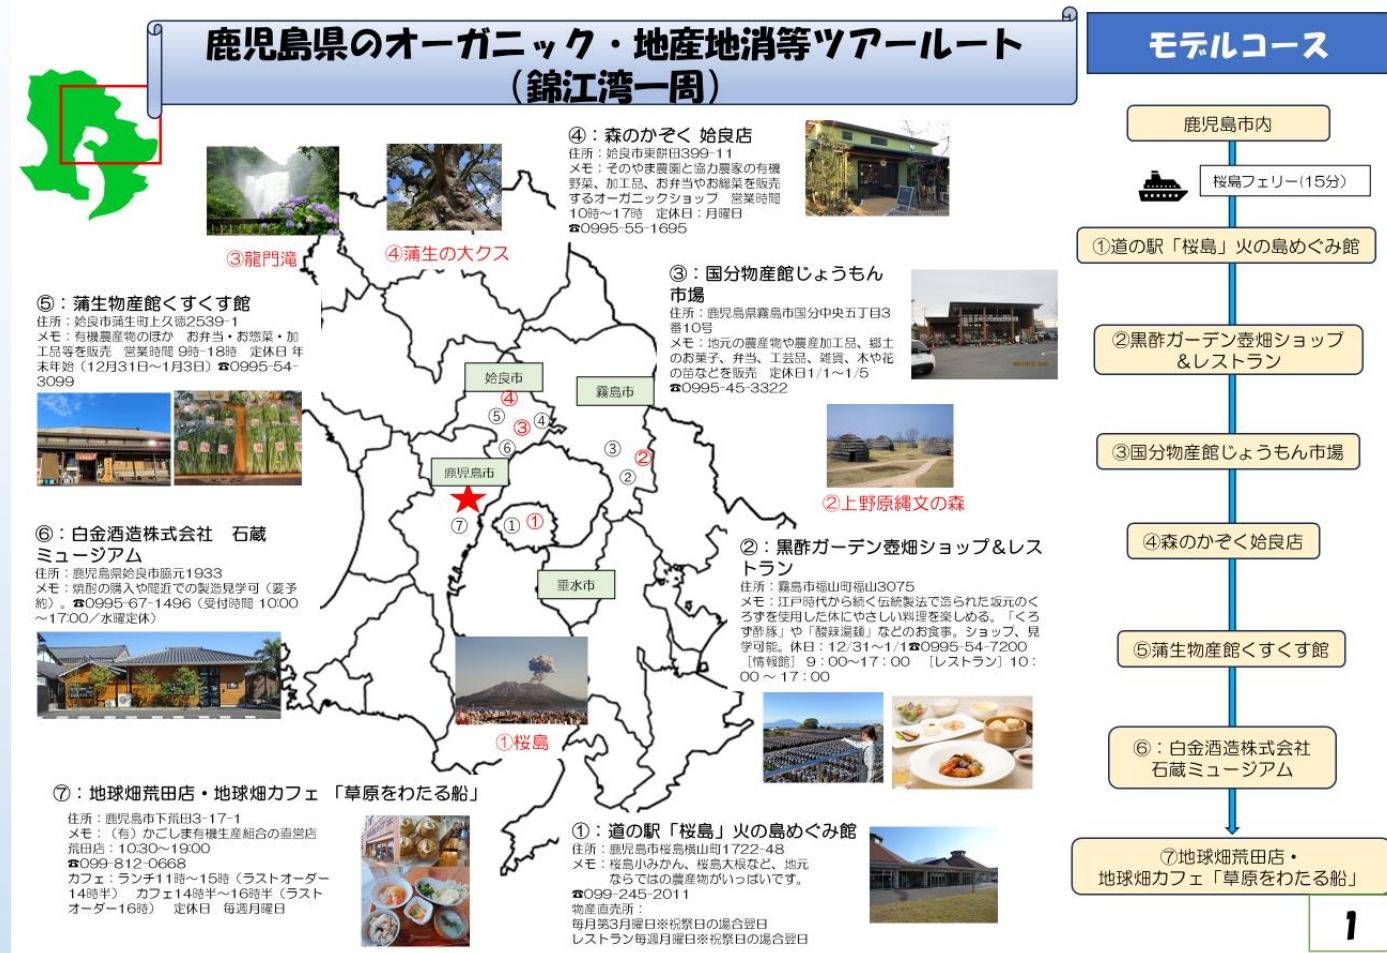 鹿児島県のオーガニック・地産地消等ツアールート
（錦江湾一周）
モデルコース
鹿児島市内
桜島フェリー(15分)
①道の駅「桜島」火の島めぐみ館
②黒酢ガーデン壺畑ショップ
&レストラン
③国分物産館じょうもん市場
④森のかぞく姶良店
⑤蒲生物産館くすくす館
⑥：白金酒造株式会社
石蔵ミュージアム
⑦地球畑荒田店・
地球畑カフェ「草原をわたる船」
1
③龍門滝
④蒲生の大クス
④：森のかぞく 姶良店
住所：姶良市東餅田399-11
メモ：そのやま農園と協力農家の有機
野菜、加工品、お弁当やお総菜を販売
するオーガニックショップ　営業時間
10時～17時　定休日：月曜日
☎0995-55-1695
③：国分物産館じょうもん
市場
住所：鹿児島県霧島市国分中央五丁目3
番10号
メモ：地元の農産物や農産加工品、郷土
のお菓子、弁当、工芸品、雑貨、木や花
の苗などを販売　定休日1/1～1/5
☎0995-45-3322
⑤：蒲生物産館くすくす館
住所：姶良市蒲生町上久徳2539-1
メモ：有機農産物のほか　お弁当・お惣菜・加
工品等を販売　営業時間 9時-18時　定休日 年
末年始（12月31日～1月3日）☎0995-54-
3099
姶良市
霧島市
④
⑤
③
④
⑥
③
②
②
鹿児島市
⑦
①
①
垂水市
②上野原縄文の森
⑥：白金酒造株式会社　石蔵
ミュージアム
住所：鹿児島県姶良市脇元1933
メモ：焼酎の購入や間近での製造見学可（要予
約）。☎0995-67-1496（受付時間 10:00
～17:00／水曜定休）
②：黒酢ガーデン壺畑ショップ＆レス
トラン
住所：霧島市福山町福山3075
メモ：江戸時代から続く伝統製法で造られた坂元のく
ろずを使用した体にやさしい料理を楽しめる。「くろ
ず酢豚」や「酸辣湯麺」などのお食事。ショップ、見
学可能。休日：12/31～1/1☎0995-54-7200
［情報館］９：00～17：00　［レストラン］10：
00 ～ 17：00
①桜島
⑦：地球畑荒田店・地球畑カフェ 「草原をわたる船」
住所：鹿児島市下荒田3-17-1
メモ：（有）かごしま有機生産組合の直営店
荒田店：10:30～19:00
☎099-812-0668
カフェ：ランチ11時～15時（ラストオーダー
14時半）　カフェ14時半～16時半（ラスト
オーダー16時）　定休日　毎週月曜日
①：道の駅「桜島」火の島めぐみ館
住所：鹿児島市桜島横山町1722-48
メモ：桜島小みかん、桜島大根など、地元
ならではの農産物がいっぱいです。
☎099-245-2011
物産直売所：
毎月第3月曜日※祝祭日の場合翌日
レストラン毎週月曜日※祝祭日の場合翌日